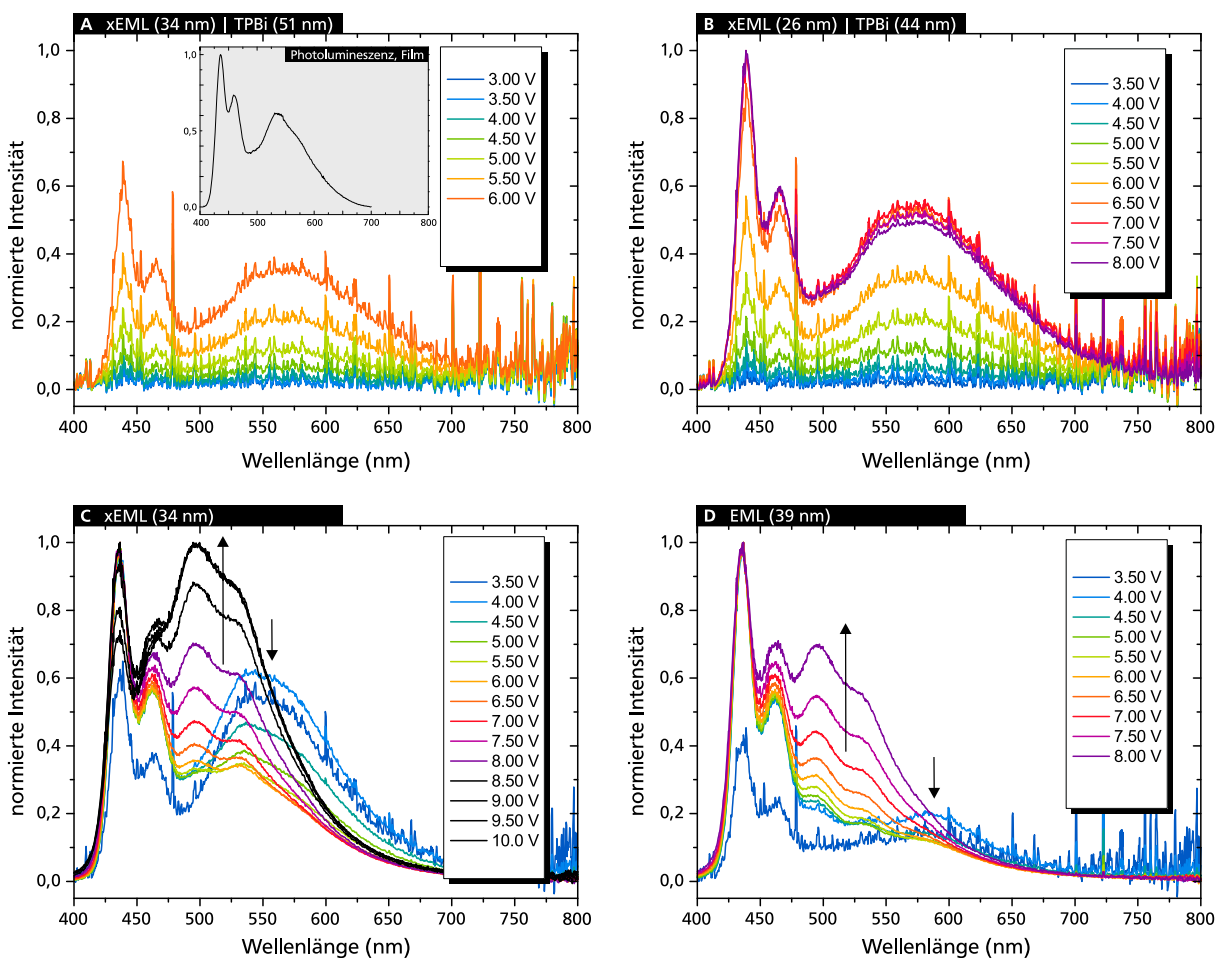 A xEML (34 nm) | TPBi (51 nm)
1,0
0,8
0,6
0,4
0,2
0,0
normierte Intensität
400 450 500 550 600 650 700 750 800
Wellenlänge (nm)
Photolumineszenz, Film
1,0
0,5
0,0
400 500 600 700 800
3.00 V
3.50 V
4.00 V
4.50 V
5.00 V
5.50 V
6.00 V
B xEML (26 nm) | TPBi (44 nm)
1,0
0,8
0,6
0,4
0,2
0,0
normierte Intensität
400 450 500 550 600 650 700 750 800
Wellenlänge (nm)
3.50 V
4.00 V
4.50 V
5.00 V
5.50 V
6.00 V
6.50 V
7.00 V
7.50 V
8.00 V
C xEML (34 nm)
1,0
0,8
0,6
0,4
0,2
0,0
normierte Intensität
400 450 500 550 600 650 700 750 800
Wellenlänge (nm)
3.50 V
4.00 V
4.50 V
5.00 V
5.50 V
6.00 V
6.50 V
7.00 V
7.50 V
8.00 V
8.50 V
9.00 V
9.50 V
10.0 V
D EML (39 nm)
1,0
0,8
0,6
0,4
0,2
0,0
normierte Intensität
400 450 500 550 600 650 700 750 800
Wellenlänge (nm)
3.50 V
4.00 V
4.50 V
5.00 V
5.50 V
6.00 V
6.50 V
7.00 V
7.50 V
8.00 V